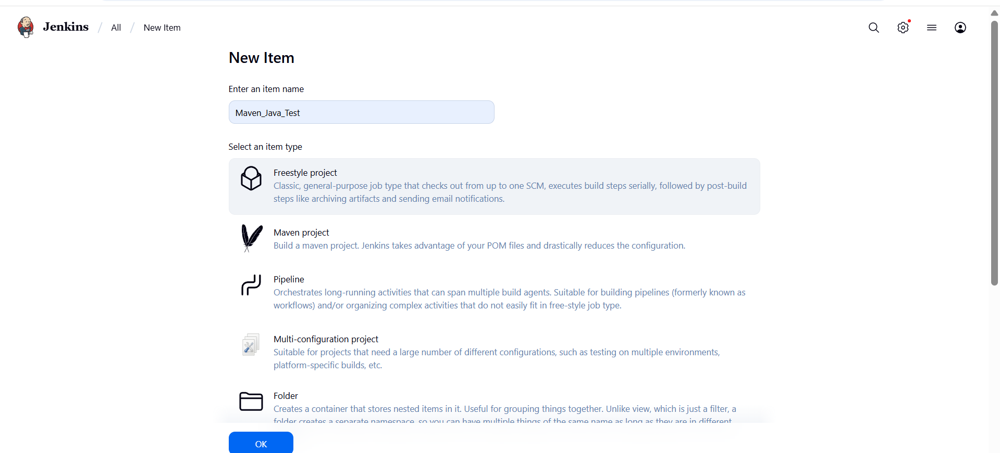 Jenkins / All / New Item
New Item
Enter an item name
Maven_Java_Test
Select an item type
Freestyle project
Classic, general-purpose job type that checks out from up to one SCM, executes build steps serially, followed by post-build
steps like archiving artifacts and sending email notifications.
Maven project
Build a maven project. Jenkins takes advantage of your POM files and drastically reduces the configuration.
Pipeline
Orchestrates long-running activities that can span multiple build agents. Suitable for building pipelines (formerly known as
workflows) and/or organizing complex activities that do not easily fit in free-style job type.
Multi-configuration project
Suitable for projects that need a large number of different configurations, such as testing on multiple environments,
platform-specific builds, etc.
Folder
Creates a container that stores nested items in it. Useful for grouping things together. Unlike view, which is just a filter, a
folder creates a separate namespace, so you can have multiple things of the same name as long as they are in different
OK